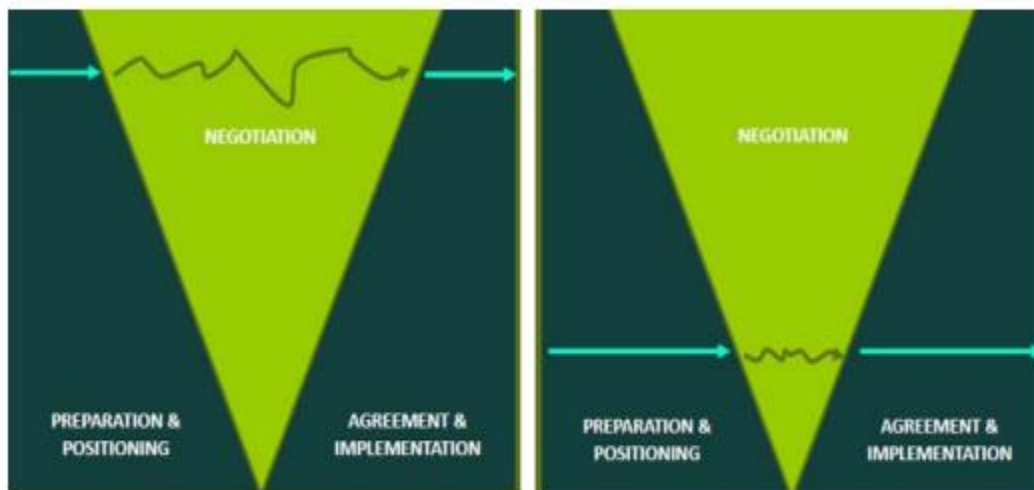 NEGOTIATION
PREPARATION &
POSITIONING
AGREEMENT &
IMPLEMENTATION
NEGOTIATION
PREPARATION &
POSITIONING
AGREEMENT &
IMPLEMENTATION